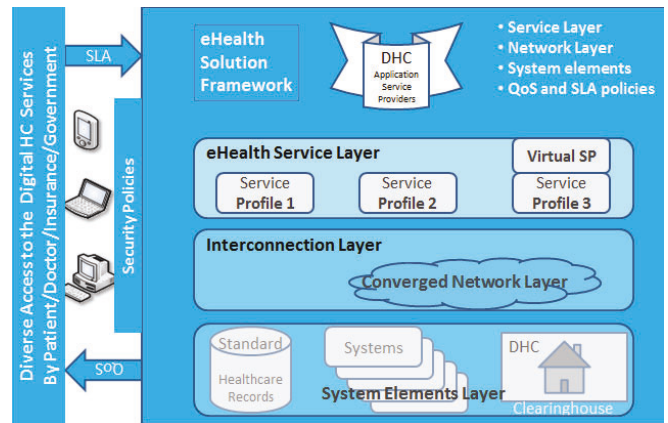 Diverse Access to the Digital HC Services
By Patient/Doctor/Insurance/Government
SLA
Security Policies
QoS
eHealth
Solution
Framework
DHC
Application
Service
Providers
• Service Layer
• Network Layer
• System elements
• QoS and SLA policies
eHealth Service Layer
Virtual SP
Service
Profile 1
Service
Profile 2
Service
Profile 3
Interconnection Layer
Converged Network Layer
Standard
Healthcare
Records
Systems
System Elements Layer
DHC
Clearinghouse